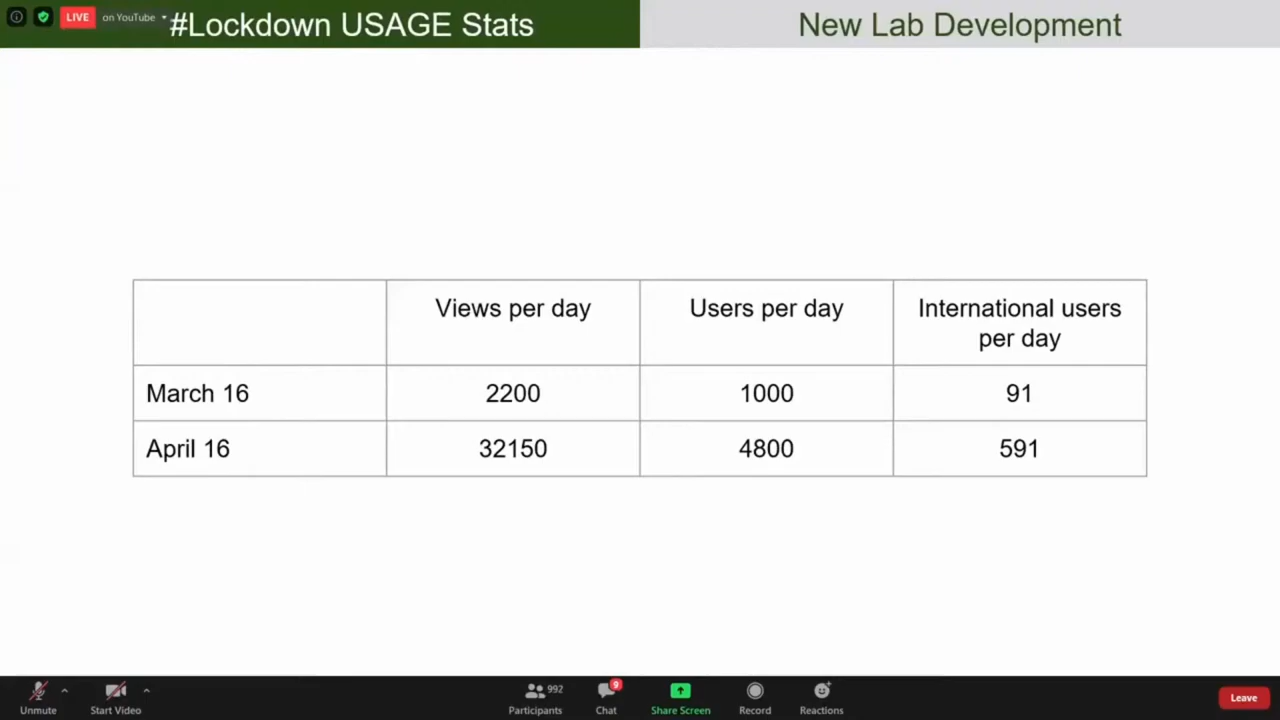 LIVE on YouTube
#Lockdown USAGE Stats
New Lab Development
Views per day
Users per day
International users
per day
March 16 2200 1000 91
April 16 32150 4800 591
Unmute
Start Video
992
Participants
9
Chat
Share Screen
Record
Reactions
Leave